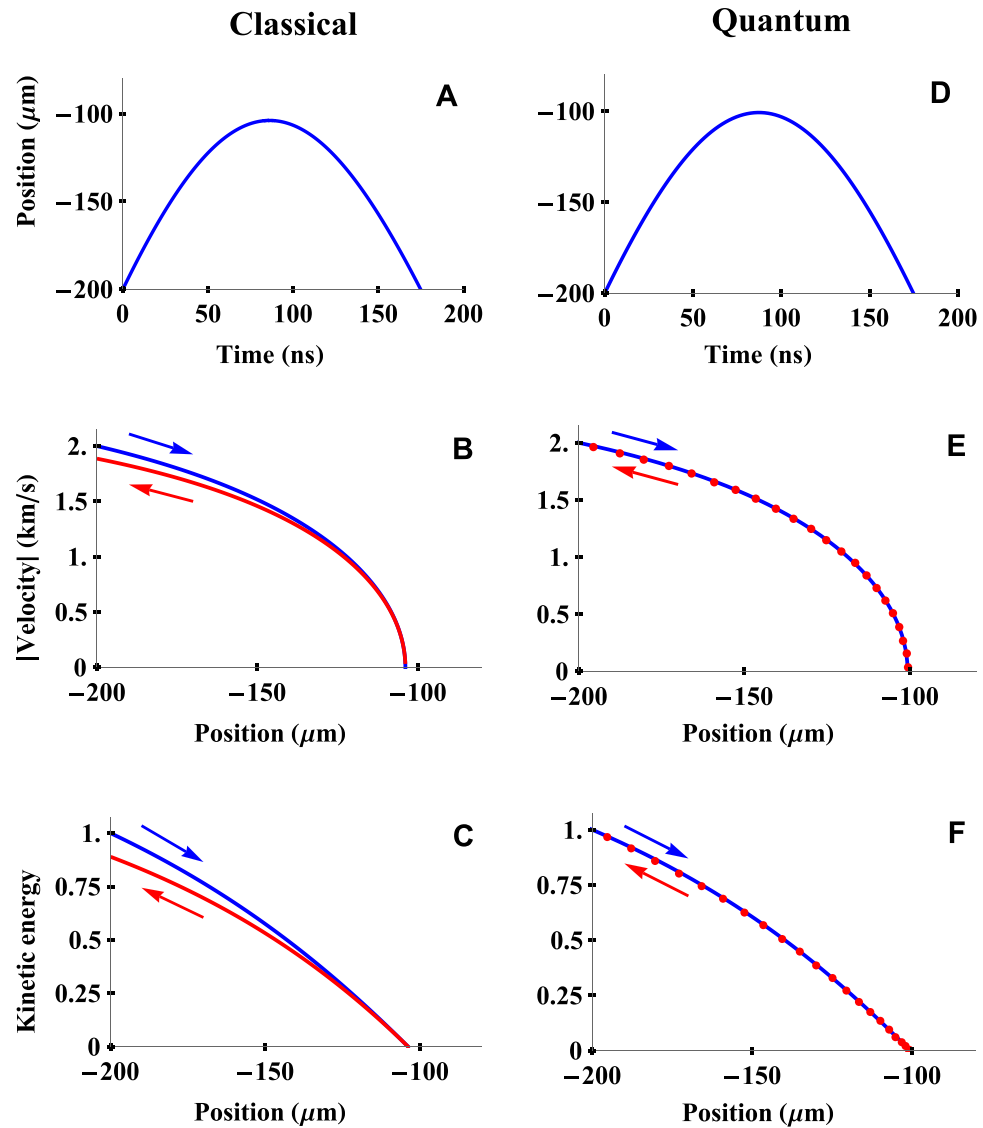 Classical
Quantum
A
Position (μm)
−100
−150
−200
0
50
100
150
200
Time (ns)
D
−100
−150
−200
0
50
100
150
200
Time (ns)
B
|Velocity| (km/s)
2.
1.5
1.
0.5
0
−200
−150
−100
Position (μm)
E
2.
1.5
1.
0.5
0
−200
−150
−100
Position (μm)
C
Kinetic energy
1.
0.75
0.5
0.25
0
−200
−150
−100
Position (μm)
F
1.
0.75
0.5
0.25
0
−200
−150
−100
Position (μm)